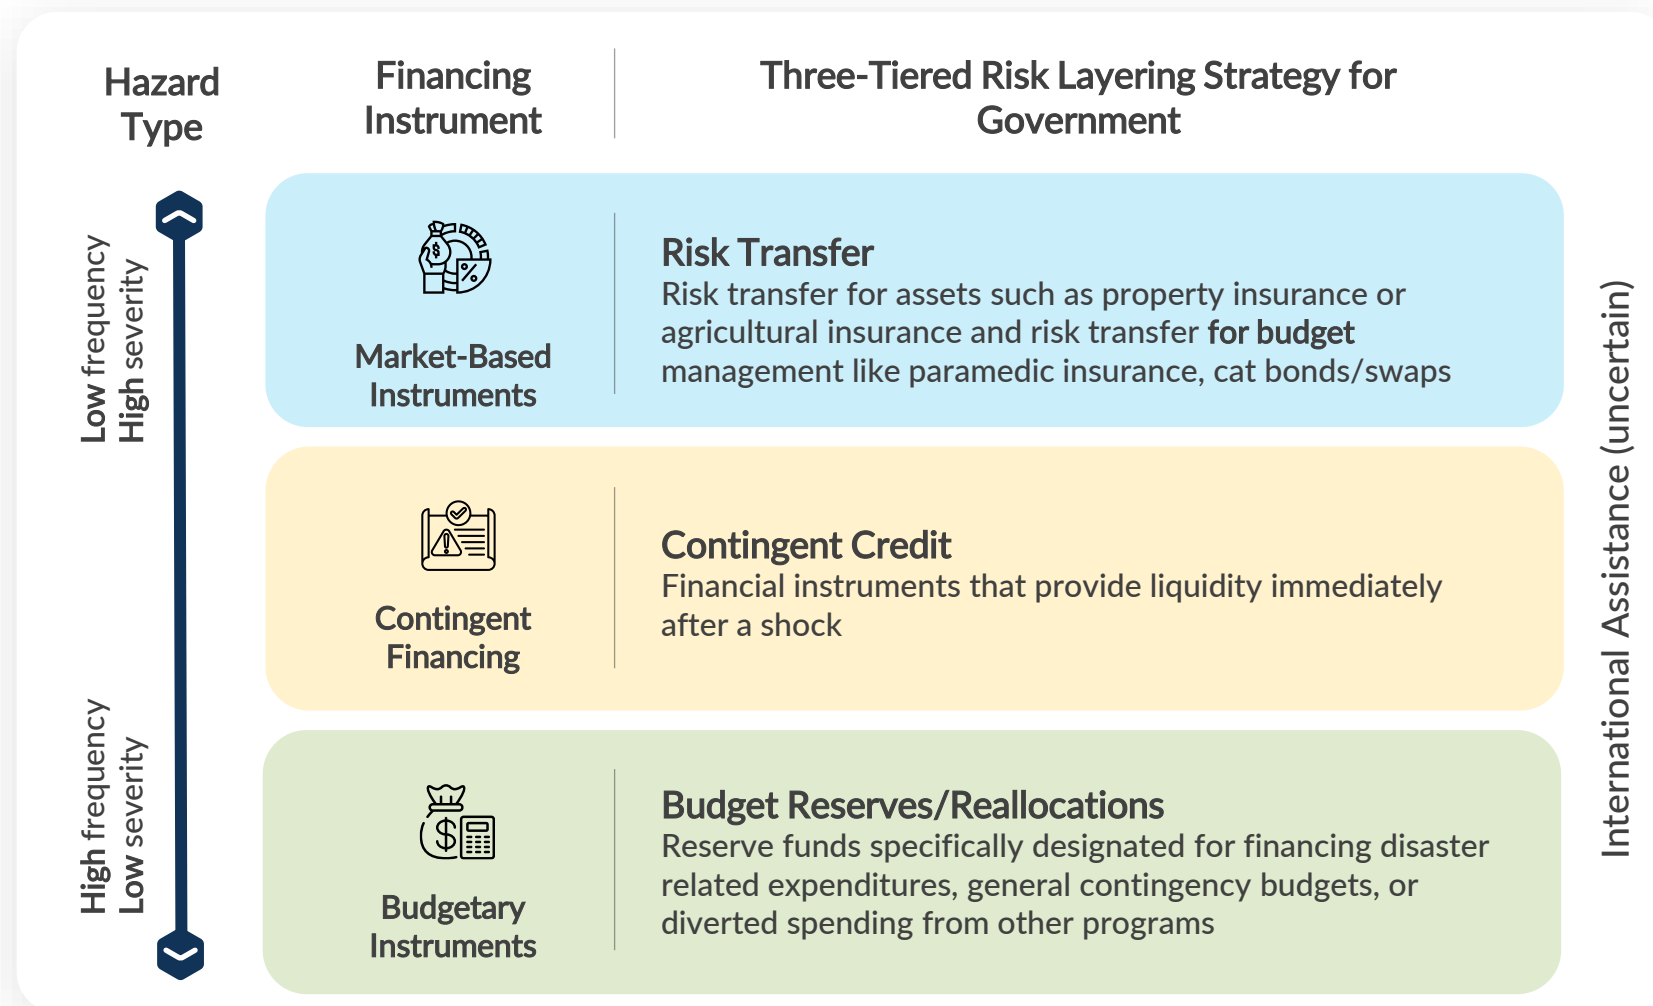 Hazard
Type
Financing
Instrument
Three-Tiered Risk Layering Strategy for
Government
Low frequency
High severity
High frequency
Low severity
$
%
Market-Based
Instruments
Risk Transfer
Risk transfer for assets such as property insurance or
agricultural insurance and risk transfer for budget
management like paramedic insurance, cat bonds/swaps
!
Contingent
Financing
Contingent Credit
Financial instruments that provide liquidity immediately
after a shock
$
Budgetary
Instruments
Budget Reserves/Reallocations
Reserve funds specifically designated for financing disaster
related expenditures, general contingency budgets, or
diverted spending from other programs
International Assistance (uncertain)